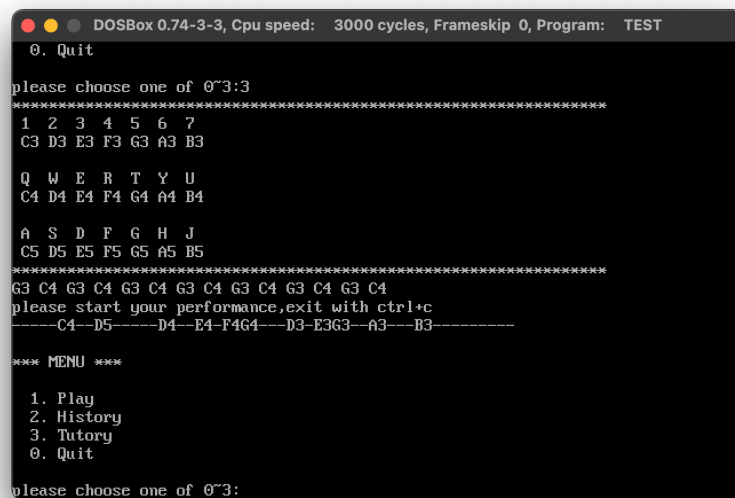 DOSBox 0.74-3-3, Cpu speed:    3000 cycles, Frameskip  0, Program:    TEST
0. Quit
please choose one of 0~3:3
*****************************************************************
1  2  3  4  5  6  7
C3 D3 E3 F3 G3 A3 B3
Q  W  E  R  T  Y  U
C4 D4 E4 F4 G4 A4 B4
A  S  D  F  G  H  J
C5 D5 E5 F5 G5 A5 B5
*****************************************************************
G3 C4 G3 C4 G3 C4 G3 C4 G3 C4 G3 C4 G3 C4
please start your performance,exit with ctrl+c
-----C4--D5-----D4--E4-F4G4---D3-E3G3--A3---B3---------
*** MENU ***
1. Play
2. History
3. Tutory
0. Quit
please choose one of 0~3: